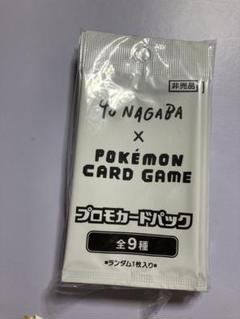 非売品
YU NAGABA
×
POKÉMON
CARD GAME
プロモカードパック
全9種
※ランダム1枚入り※